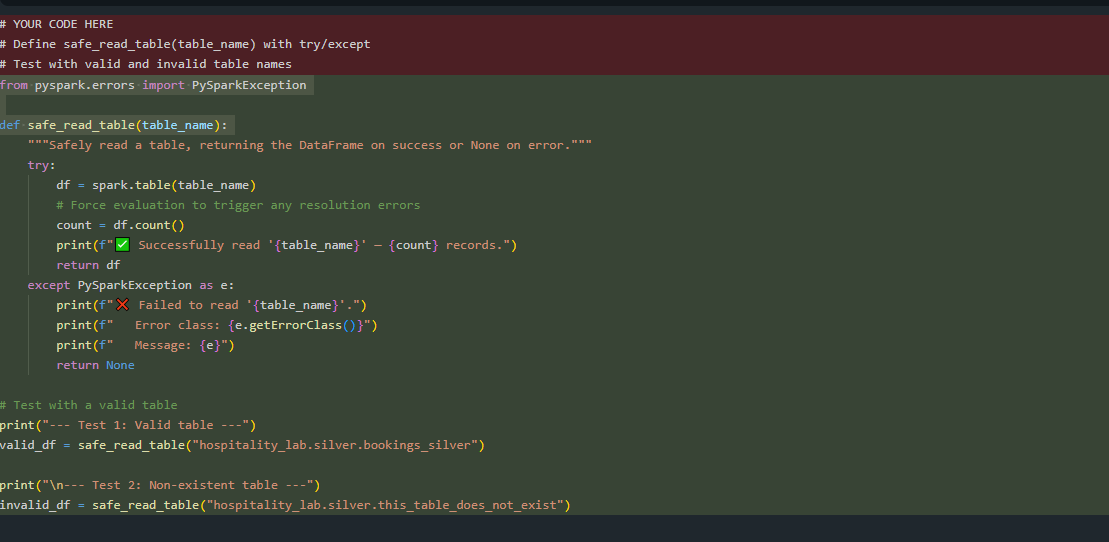 # YOUR CODE HERE
# Define safe_read_table(table_name) with try/except
# Test with valid and invalid table names
from pyspark.errors import PySparkException

def safe_read_table(table_name):
    """Safely read a table, returning the DataFrame on success or None on error."""
    try:
        df = spark.table(table_name)
        # Force evaluation to trigger any resolution errors
        count = df.count()
        print(f"✅ Successfully read '{table_name}' — {count} records.")
        return df
    except PySparkException as e:
        print(f"❌ Failed to read '{table_name}'.")
        print(f"   Error class: {e.getErrorClass()}")
        print(f"   Message: {e}")
        return None

# Test with a valid table
print("--- Test 1: Valid table ---")
valid_df = safe_read_table("hospitality_lab.silver.bookings_silver")

print("\n--- Test 2: Non-existent table ---")
invalid_df = safe_read_table("hospitality_lab.silver.this_table_does_not_exist")